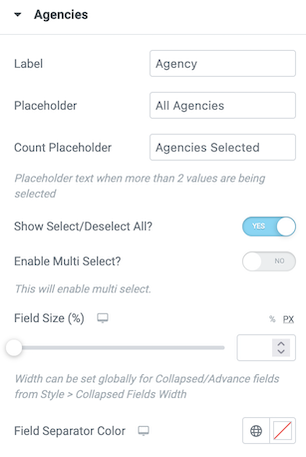 Agencies
Label
Agency
Placeholder
All Agencies
Count Placeholder
Agencies Selected
Placeholder text when more than 2 values are being
selected
Show Select/Deselect All?
YES
Enable Multi Select?
NO
This will enable multi select.
Field Size (%)
% PX
Width can be set globally for Collapsed/Advance fields
from Style > Collapsed Fields Width
Field Separator Color